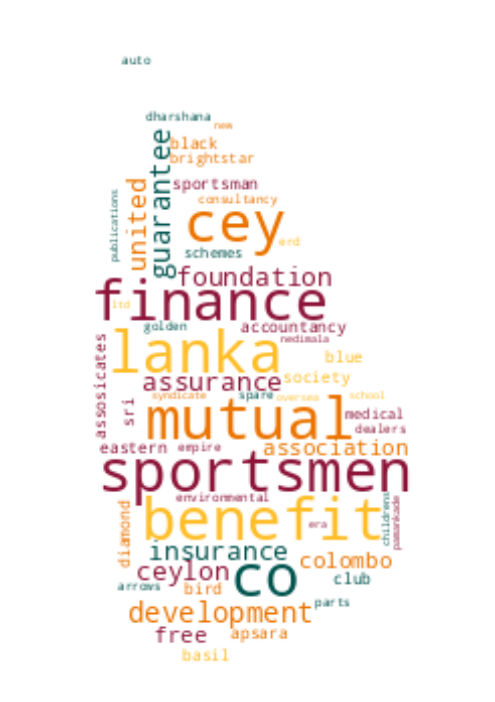 auto
dharshana
new
guarantee
black
brightstar
sportsman
united
consultancy
publications
cey
erd
schemes
foundation
finance
ltd
golden
accountancy
nedimala
lanka
blue
assosicates
assurance
society
syndicate
spare
oversea
school
sri
mutual
medical
dealers
eastern
empire
association
sportsmen
environmental
childrens
pamankade
benefit
era
diamond
insurance
colombo
ceylon
co
club
arrows
bird
parts
development
free
apsara
basil